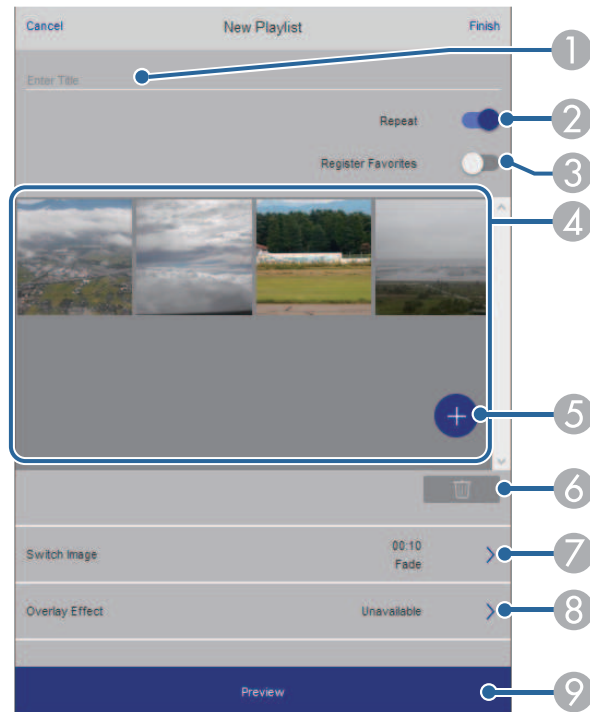 Cancel New Playlist Finish
1
Enter Title
Repeat 2
Register Favorites 3
4
5
6
Switch Image 00:10 7
Fade
Overlay Effect Unavailable 8
Preview 9